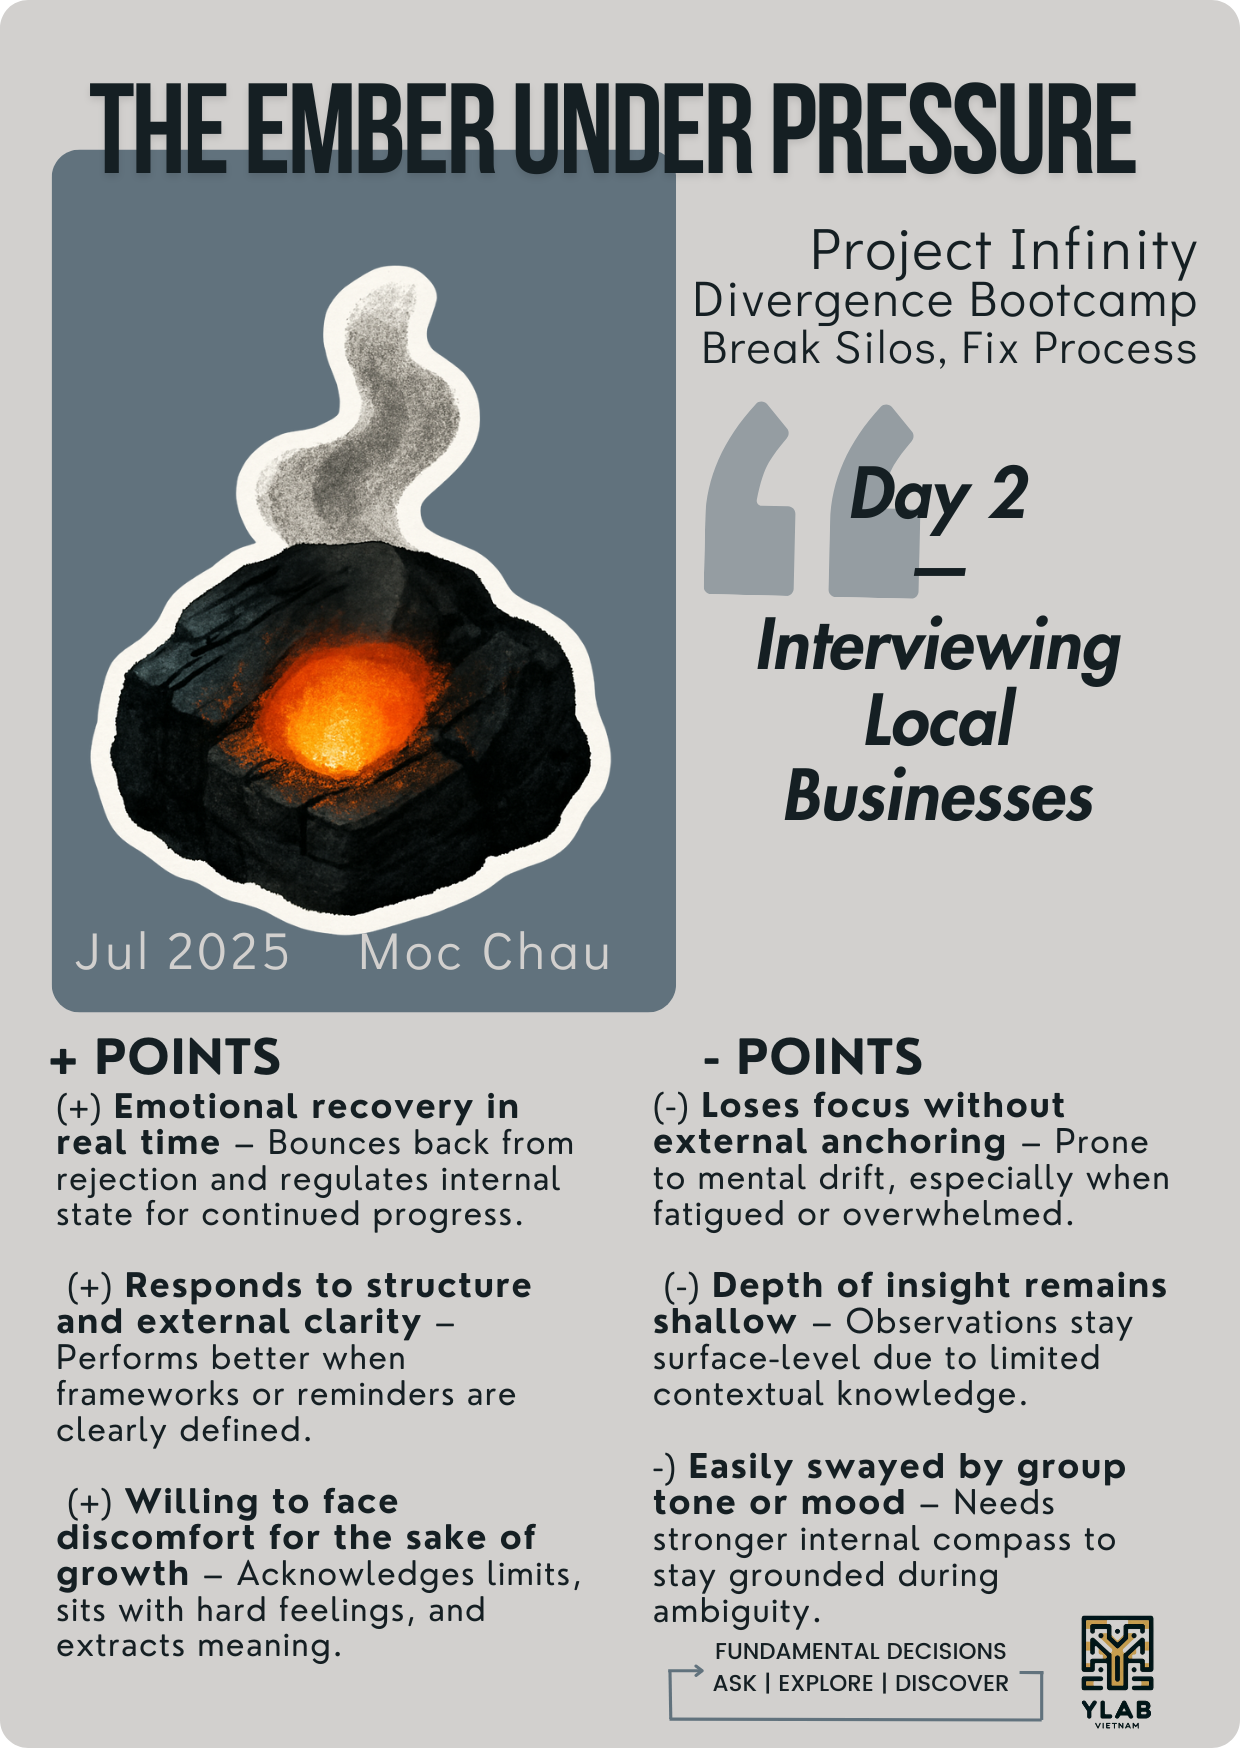 THE EMBER UNDER PRESSURE
Project Infinity
Divergence Bootcamp
Break Silos, Fix Process
Day 2
—
Interviewing
Local
Businesses
Jul 2025 Moc Chau
+ POINTS
(+) Emotional recovery in
real time – Bounces back from
rejection and regulates internal
state for continued progress.
(+) Responds to structure
and external clarity –
Performs better when
frameworks or reminders are
clearly defined.
(+) Willing to face
discomfort for the sake of
growth – Acknowledges limits,
sits with hard feelings, and
extracts meaning.
- POINTS
(-) Loses focus without
external anchoring – Prone
to mental drift, especially when
fatigued or overwhelmed.
(-) Depth of insight remains
shallow – Observations stay
surface-level due to limited
contextual knowledge.
-) Easily swayed by group
tone or mood – Needs
stronger internal compass to
stay grounded during
ambiguity.
FUNDAMENTAL DECISIONS
ASK | EXPLORE | DISCOVER
YLAB
VIETNAM